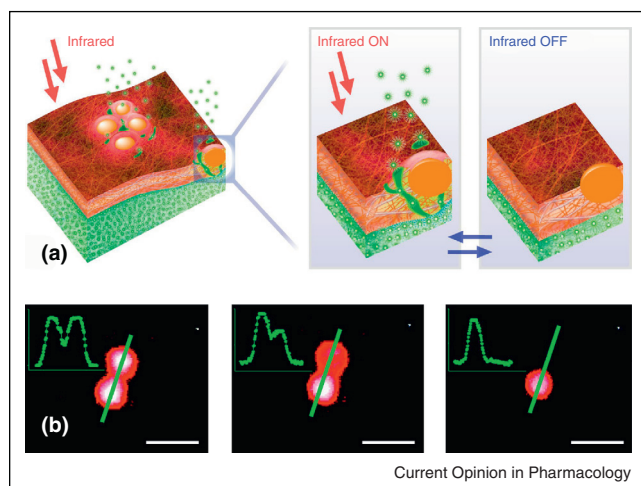 Infrared
Infrared ON
Infrared OFF
(a)
(b)
Current Opinion in Pharmacology